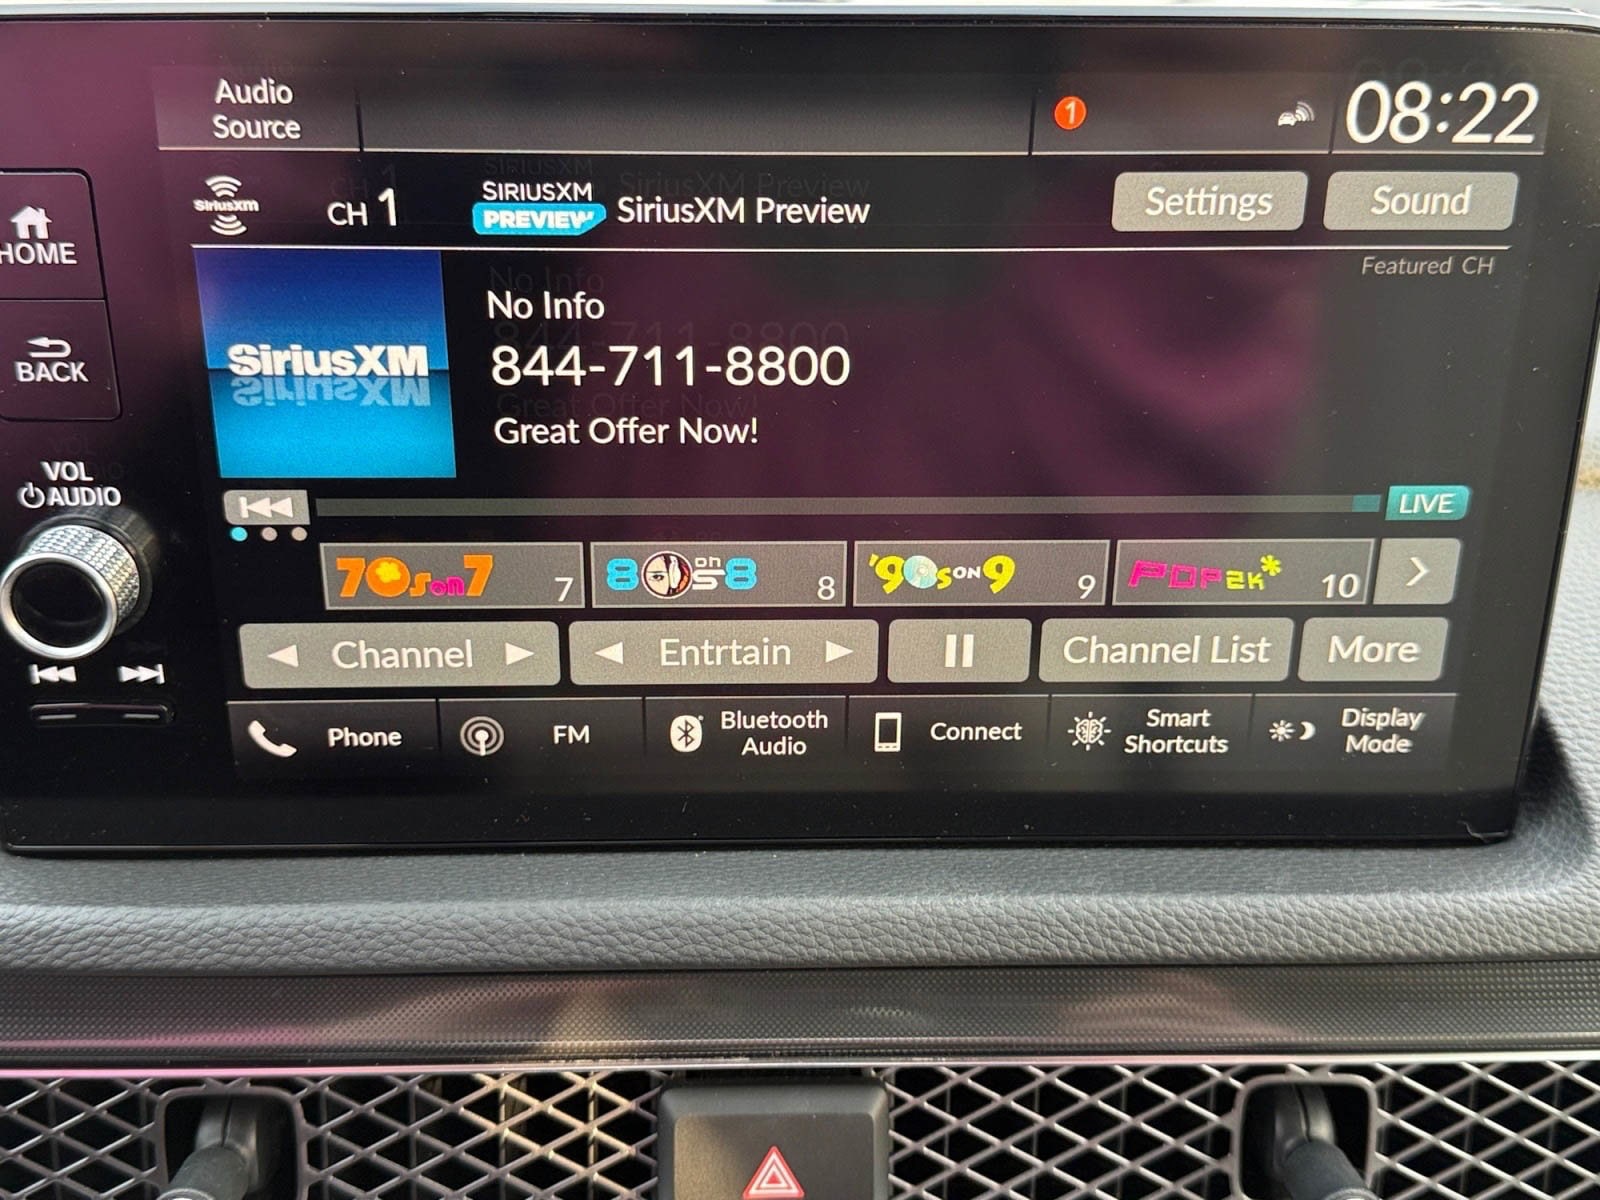 Audio
Source
1
08:22
SiriusXM
CH 1
SIRIUSXM
PREVIEW
SiriusXM Preview
Settings
Sound
HOME
Featured CH
SiriusXM
No Info
844-711-8800
Great Offer Now!
BACK
VOL
AUDIO
LIVE
70s on 7
7
80s on 8
8
'90s ON 9
9
POP2K*
10
Channel
Entrtain
Channel List
More
Phone
FM
Bluetooth
Audio
Connect
Smart
Shortcuts
Display
Mode